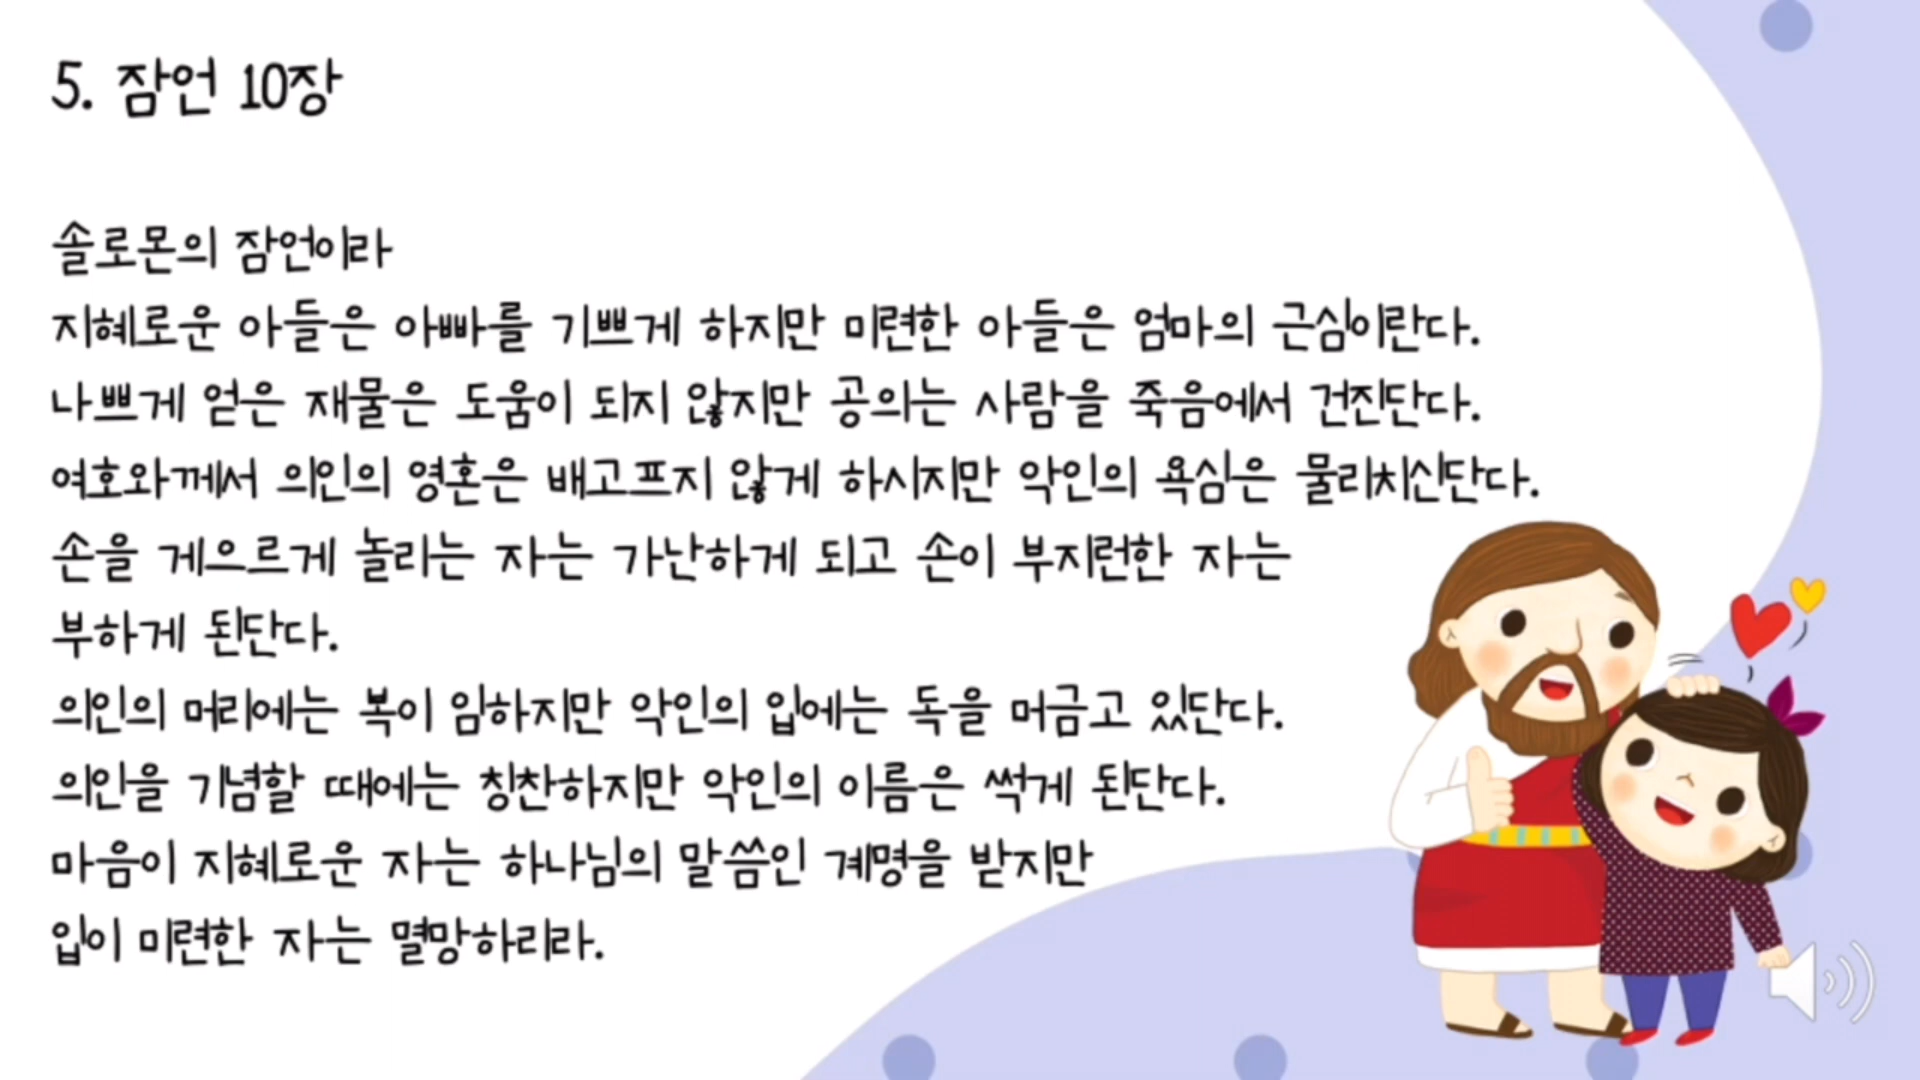 5. 잠언 10장
솔로몬의 잠언이라
지혜로운 아들은 아빠를 기쁘게 하지만 미련한 아들은 엄마의 근심이란다.
나쁘게 얻은 재물은 도움이 되지 않지만 공의는 사람을 죽음에서 건진단다.
여호와께서 의인의 영혼은 배고프지 않게 하시지만 악인의 욕심은 물리치신단다.
손을 게으르게 놀리는 자는 가난하게 되고 손이 부지런한 자는
부하게 된단다.
의인의 머리에는 복이 임하지만 악인의 입에는 독을 머금고 있단다.
의인을 기념할 때에는 칭찬하지만 악인의 이름은 썩게 된단다.
마음이 지혜로운 자는 하나님의 말씀인 계명을 받지만
입이 미련한 자는 멸망하리라.